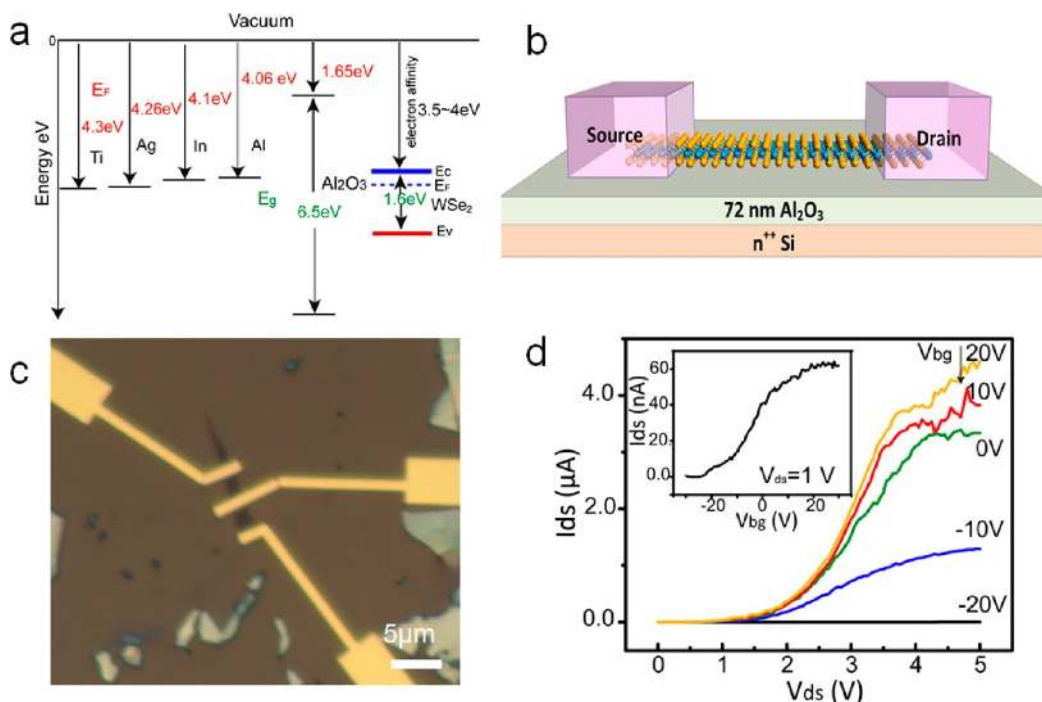 a
Vacuum
0
Energy eV
EF
4.3eV
Ti
4.26eV
Ag
4.1eV
In
4.06 eV
Al
1.65eV
Al2O3
Eg
6.5eV
electron affinity
3.5~4eV
Ec
EF
1.6eV
WSe2
Ev
b
Source
Drain
72 nm Al2O3
n++ Si
c
5μm
d
Ids (μA)
4.0
2.0
0.0
0 1 2 3 4 5
Vds (V)
Vbg
20V
10V
0V
-10V
-20V
Ids (nA)
60
40
20
0.0
-20 0 20
Vbg (V)
Vds=1 V